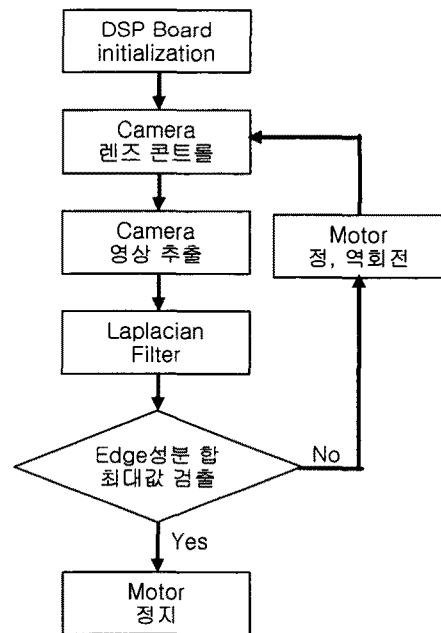 DSP Board
initialization
Camera
렌즈 콘트롤
Camera
영상 추출
Motor
정, 역회전
Laplacian
Filter
Edge성분 합
최대값 검출
No
Yes
Motor
정지